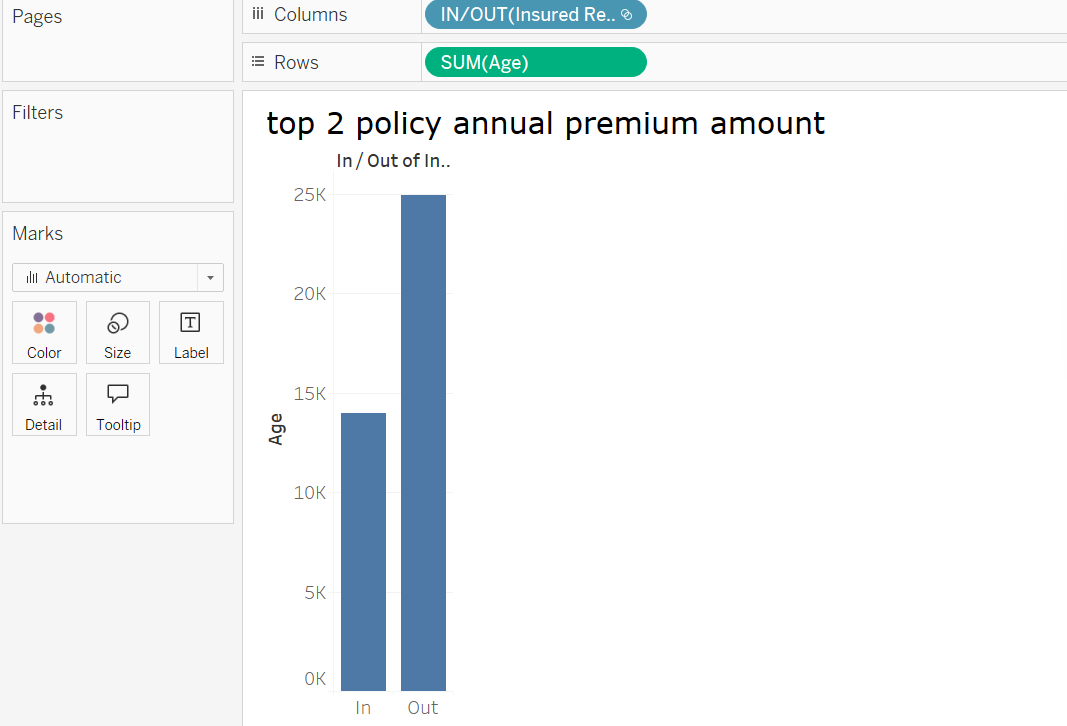 Pages
Columns
IN/OUT(Insured Re..
Rows
SUM(Age)
Filters
Marks
Automatic
Color
Size
Label
Detail
Tooltip
top 2 policy annual premium amount
In / Out of In..
25K
20K
15K
10K
5K
0K
Age
In
Out